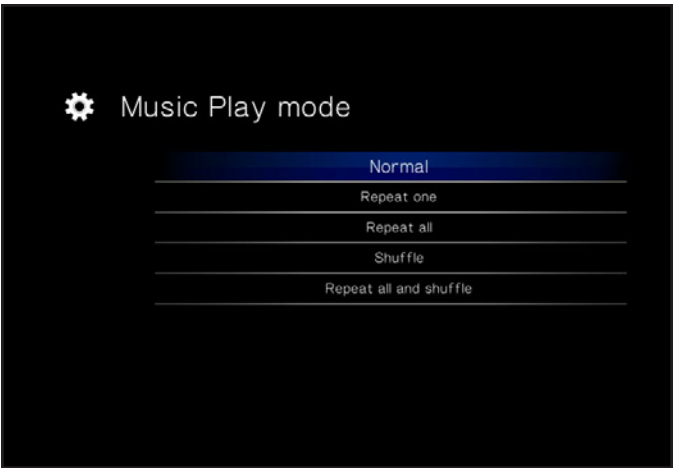 Music Play mode
Normal
Repeat one
Repeat all
Shuffle
Repeat all and shuffle